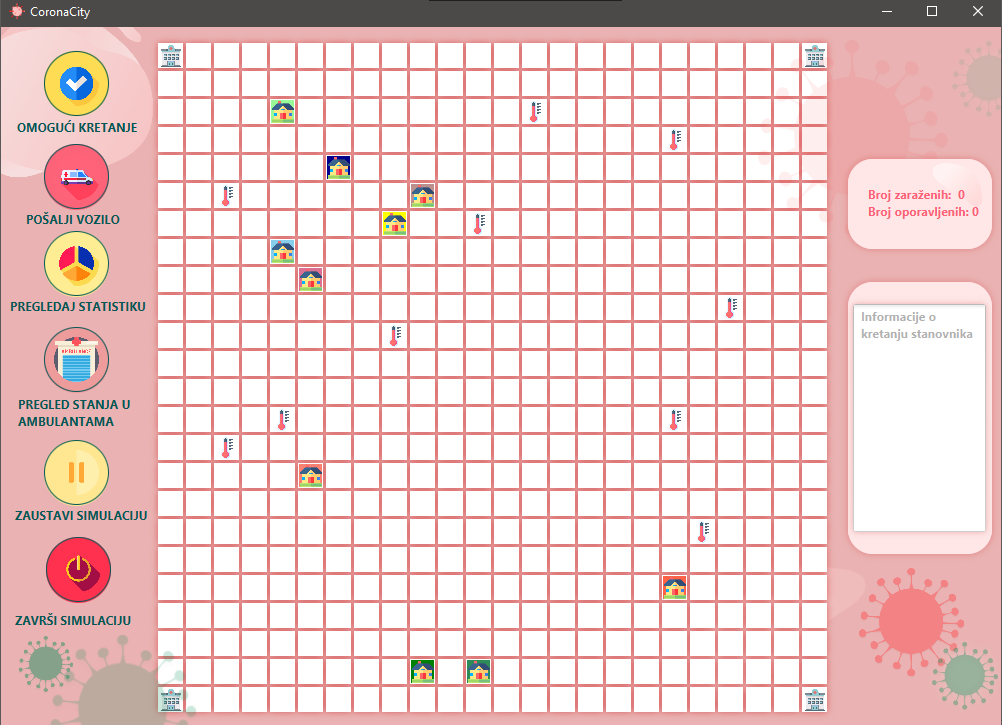 CoronaCity
OMOGUĆI KRETANJE
POŠALJI VOZILO
PREGLEDAJ STATISTIKU
AMBULANCE
PREGLED STANJA U
AMBULANTAMA
ZAUSTAVI SIMULACIJU
ZAVRŠI SIMULACIJU
Broj zaraženih: 0
Broj oporavljenih: 0
Informacije o
kretanju stanovnika